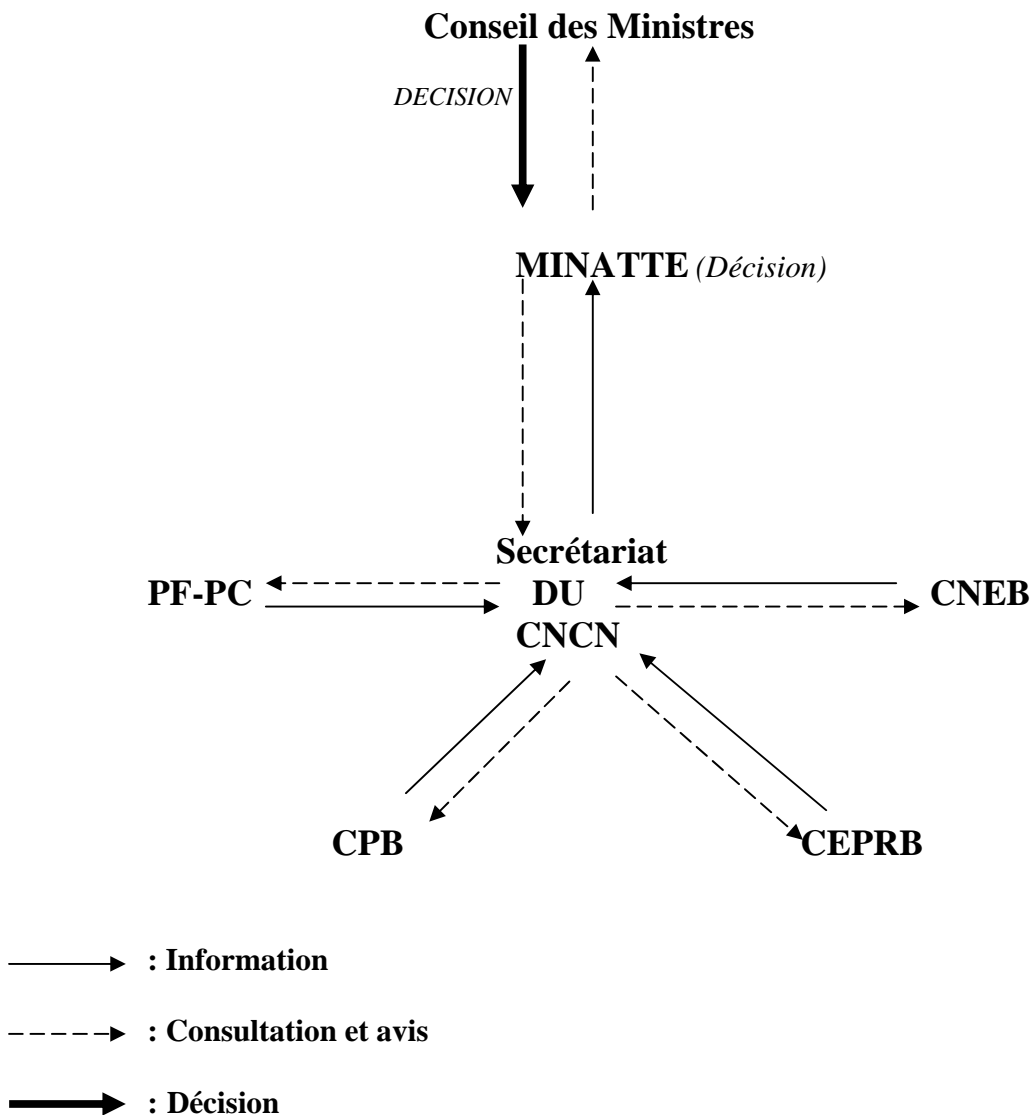 Conseil des Ministres
DECISION
MINATTE (Décision)
Secrétariat
PF-PC DU CNEB
CNCN
CPB CEPRB
: Information
: Consultation et avis
: Décision